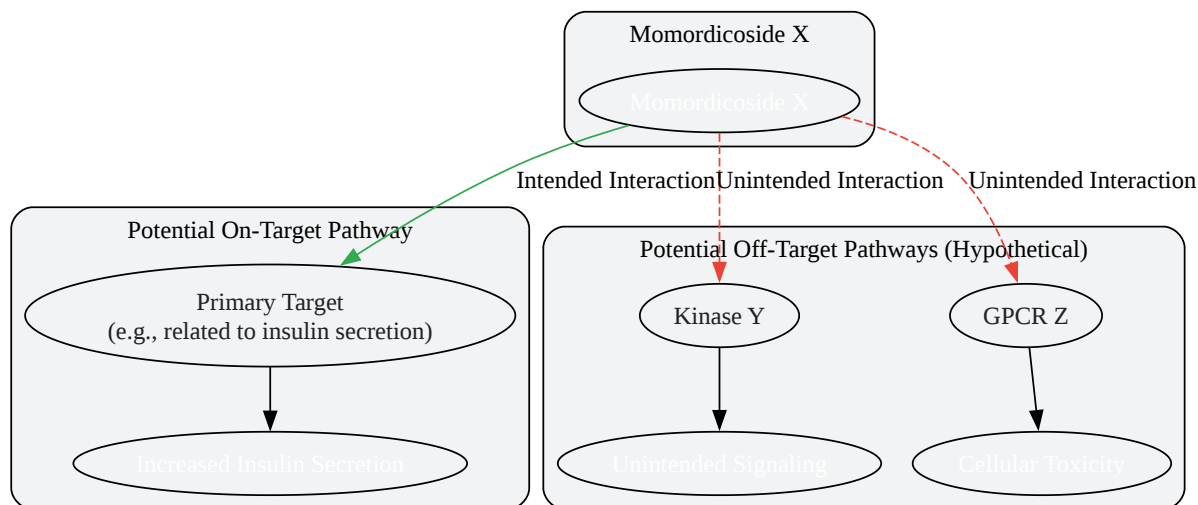 Momordicoside X
Momordicoside X
Intended Interaction
Unintended Interaction
Unintended Interaction
Potential On-Target Pathway
Primary Target
(e.g., related to insulin secretion)
Increased Insulin Secretion
Potential Off-Target Pathways (Hypothetical)
Kinase Y
GPCR Z
Unintended Signaling
Cellular Toxicity